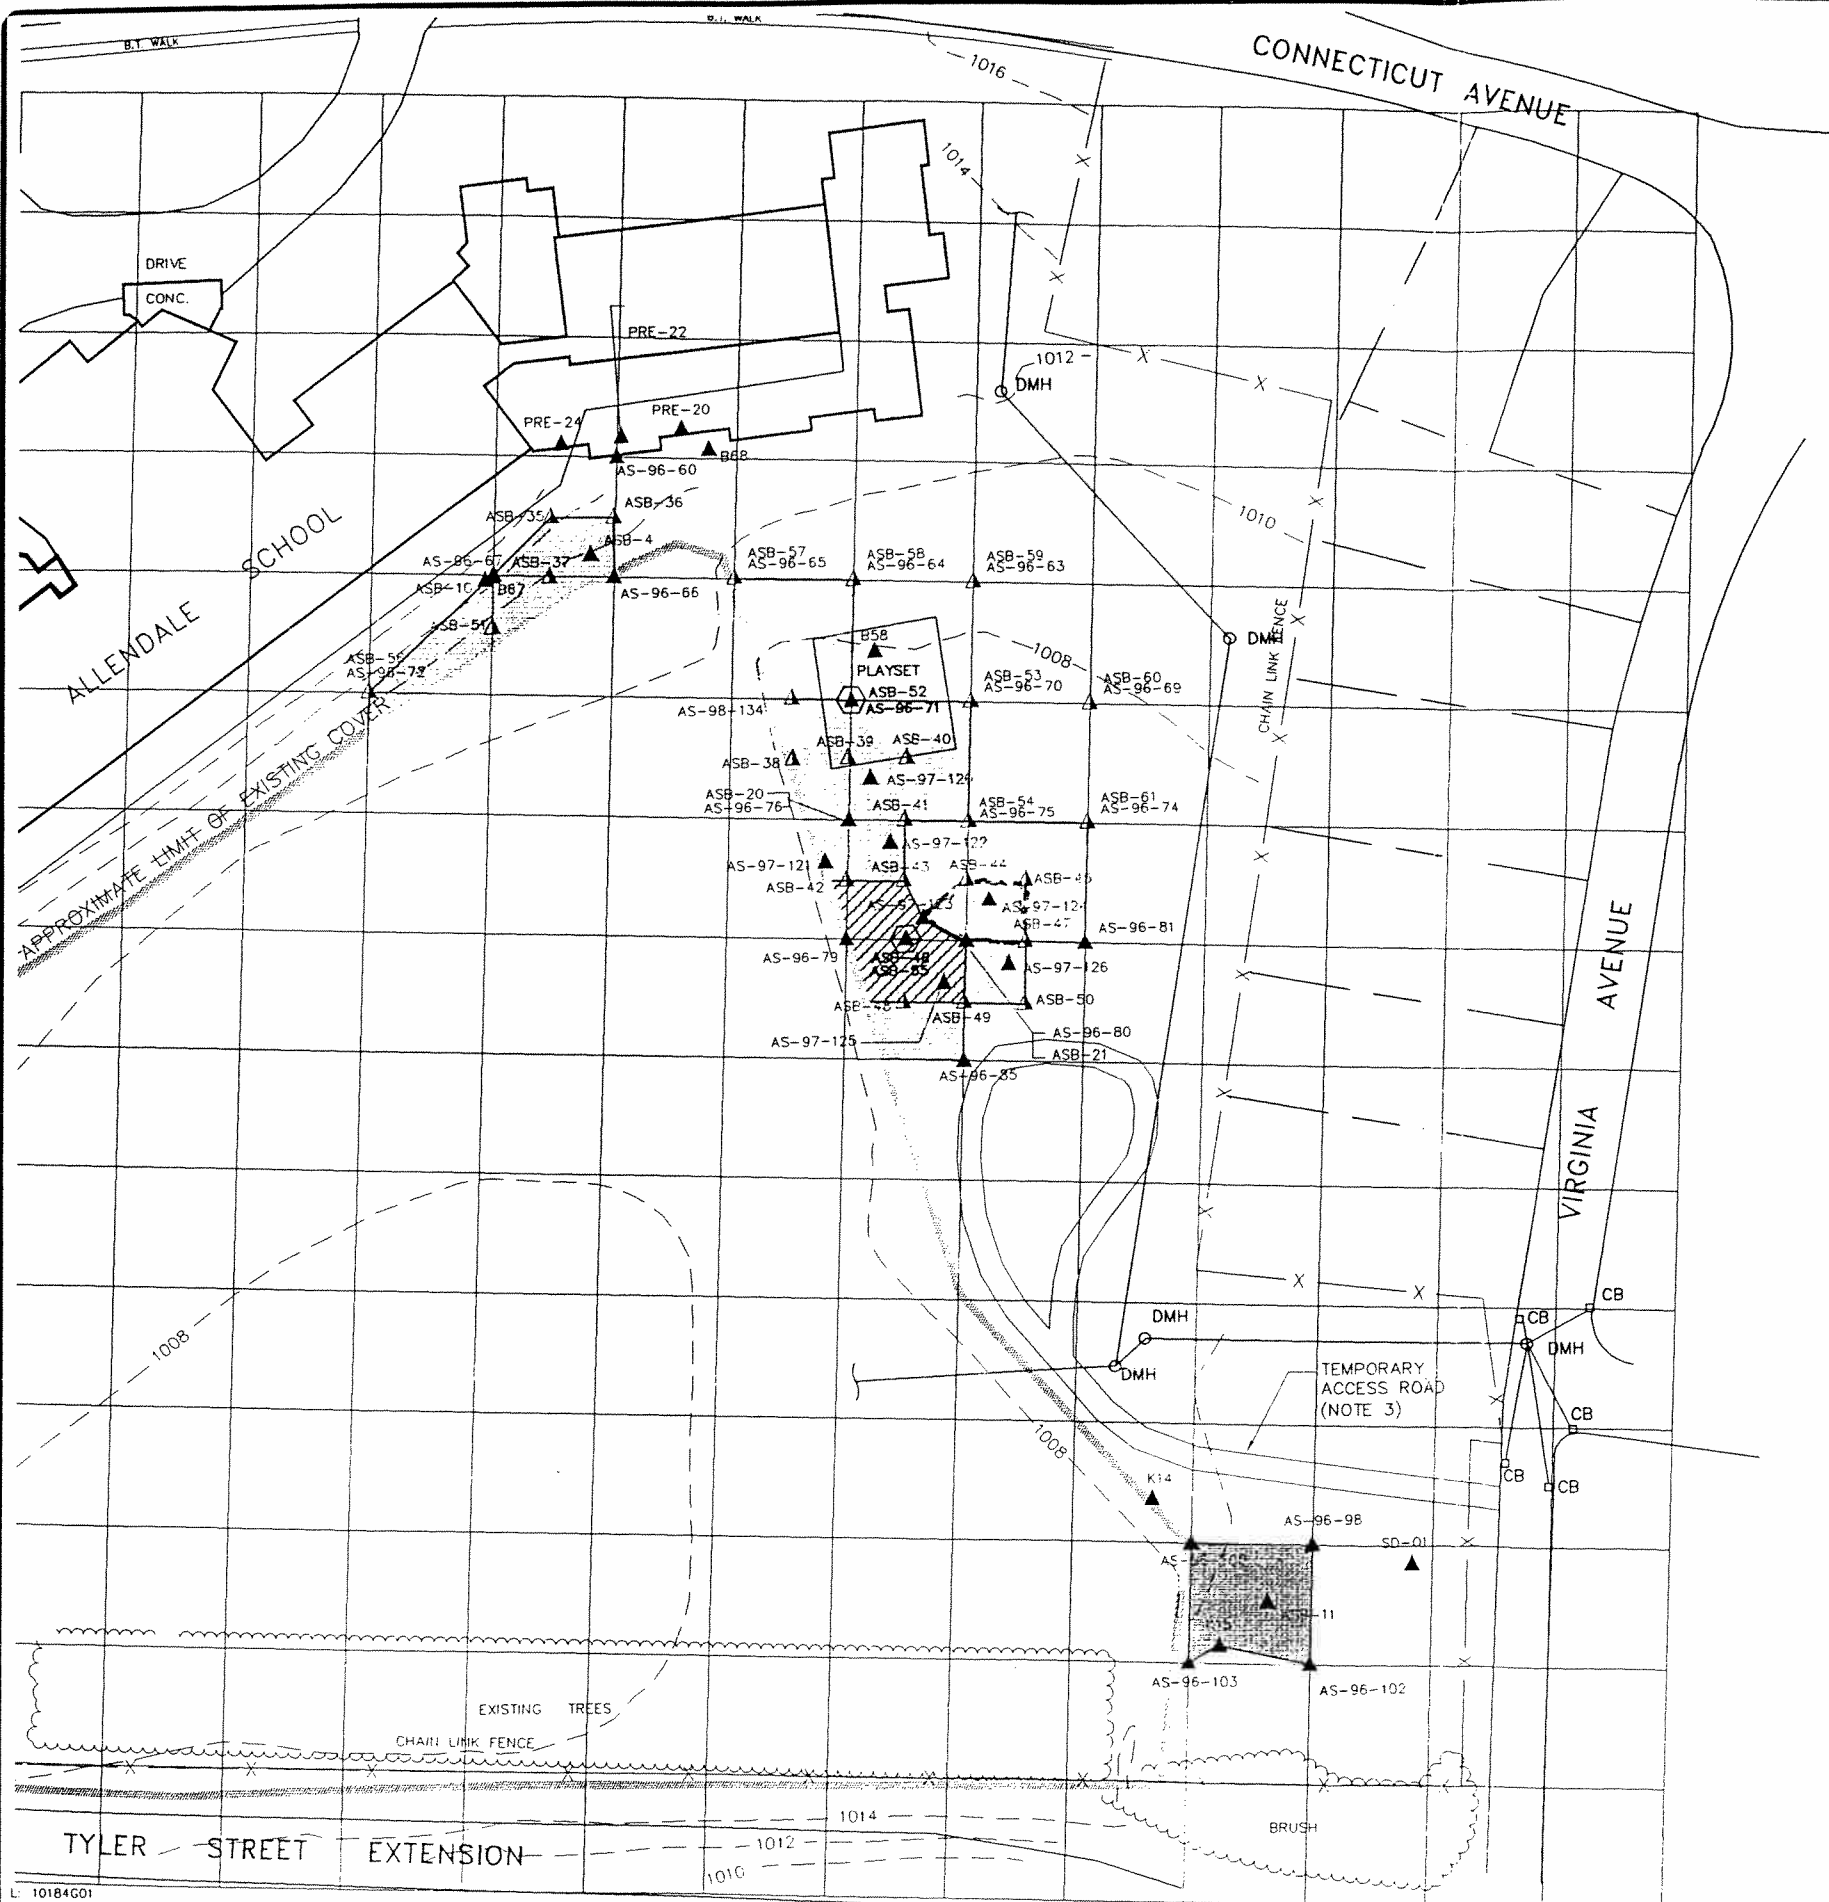 B.T. WALK
B.T. WALK
CONNECTICUT AVENUE
1016
1014
DRIVE
CONC.
PRE-22
1012
DMH
PRE-24
PRE-20
B68
AS-96-60
ASB-36
ASB-35
ASB-4
1010
SCHOOL
ALLENDALE
AS-96-67
ASB-37
ASB-10
B67
AS-96-66
ASB-57
AS-96-65
ASB-58
AS-96-64
ASB-59
AS-96-63
ASB-51
CHAIN LINK FENCE
DMH
B58
PLAYSET
1008
AS-96-72
ASB-52
AS-96-71
ASB-53
AS-96-70
ASB-60
AS-96-69
AS-98-134
APPROXIMATE LIMIT OF EXISTING COVER
ASB-39
ASB-40
ASB-38
ASB-20
AS-96-76
ASB-41
ASB-54
AS-96-75
ASB-61
AS-96-74
AS-97-122
AS-97-121
ASB-42
ASB-43
ASB-44
ASB-47
AS-96-81
AS-96-79
AS-97-126
ASB-49
ASB-50
AS-97-125
AS-96-80
ASB-21
AS-96-85
VIRGINIA AVENUE
1008
DMH
DMH
CB
CB
DMH
CB
CB
CB
TEMPORARY
ACCESS ROAD
(NOTE 3)
1008
K14
AS-96-98
SD-01
AS-96-103
AS-96-102
EXISTING TREES
CHAIN LINK FENCE
BRUSH
1014
1012
1010
TYLER STREET EXTENSION
L: 10184G01